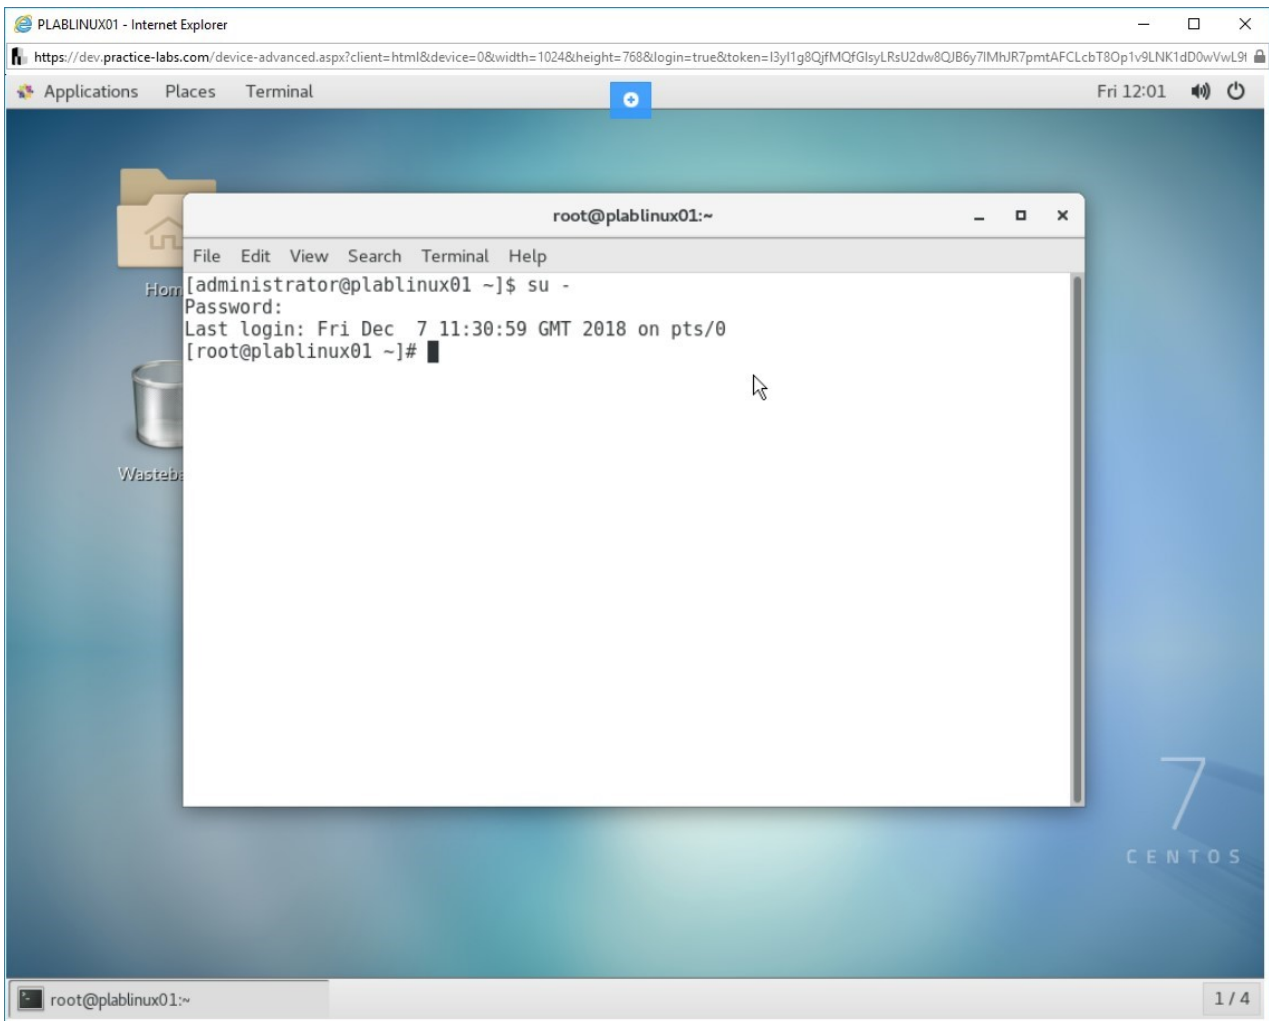 PLABLINUX01 - Internet Explorer
https://dev.practice-labs.com/device-advanced.aspx?client=html&device=0&width=1024&height=768&login=true&token=
Applications Places Terminal Fri 12:01
root@plablinux01:~
File Edit View Search Terminal Help
[administrator@plablinux01 ~]$ su -
Password:
Last login: Fri Dec  7 11:30:59 GMT 2018 on pts/0
[root@plablinux01 ~]#
7
CENTOS
root@plablinux01:~ 1 / 4